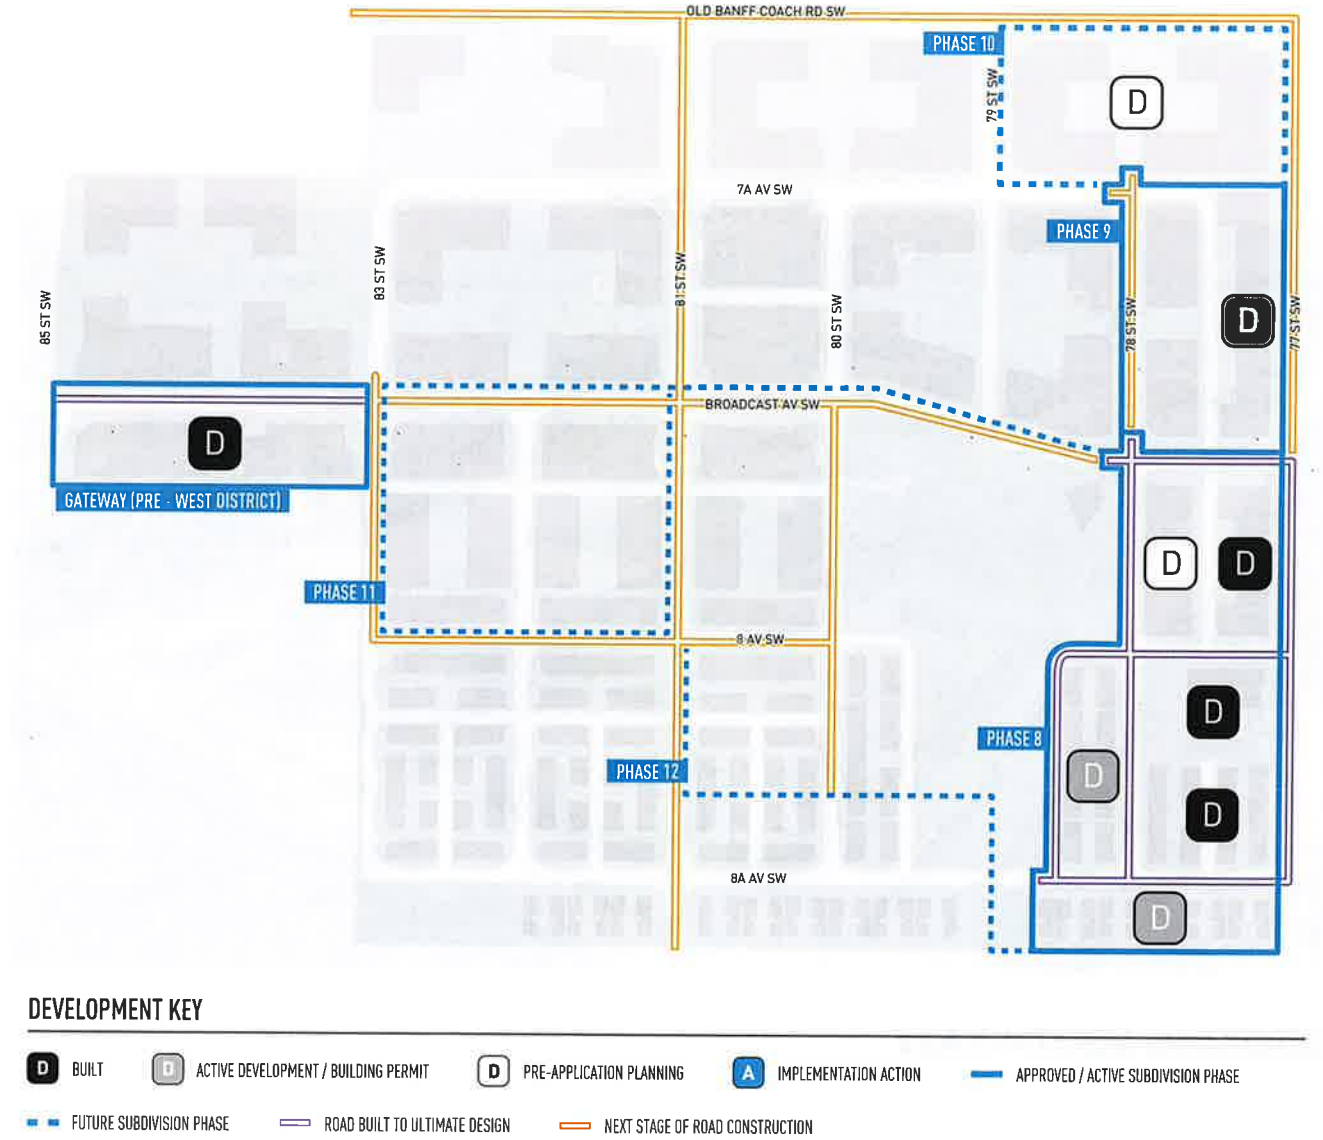 OLD BANFF COACH RD SW
PHASE 10
79 ST SW
D
7A AV SW
PHASE 9
83 ST SW
81 ST SW
85 ST SW
80 ST SW
78 ST SW
D
77 ST SW
BROADCAST AV SW
D
GATEWAY (PRE - WEST DISTRICT)
D
D
PHASE 11
8 AV SW
D
PHASE 8
PHASE 12
D
D
8A AV SW
D
DEVELOPMENT KEY
D BUILT
D ACTIVE DEVELOPMENT / BUILDING PERMIT
D PRE-APPLICATION PLANNING
A IMPLEMENTATION ACTION
APPROVED / ACTIVE SUBDIVISION PHASE
FUTURE SUBDIVISION PHASE
ROAD BUILT TO ULTIMATE DESIGN
NEXT STAGE OF ROAD CONSTRUCTION